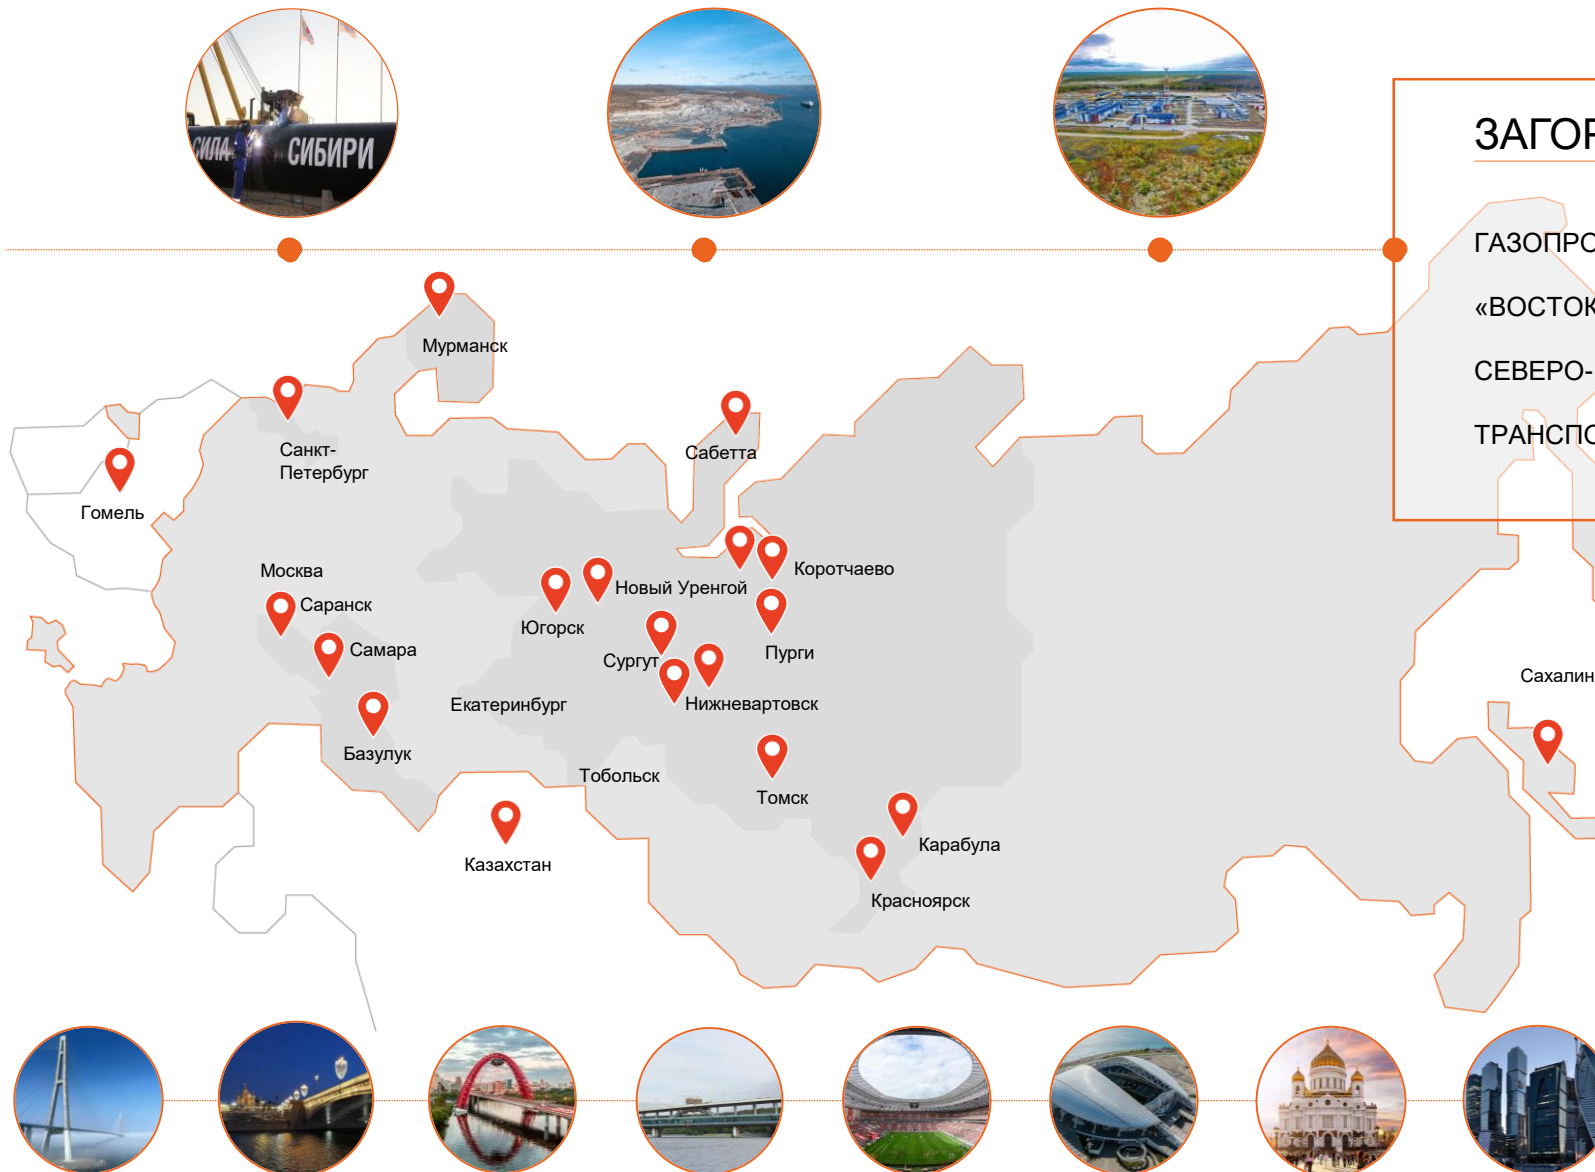 СИЛА СИБИРИ
ЗАГОР
ГАЗОПРО
«ВОСТОК
СЕВЕРО-
ТРАНСПО
Мурманск
Санкт-
Петербург
Сабетта
Гомель
Москва
Саранск
Самара
Базулук
Югорск
Новый Уренгой
Коротчаево
Сургут
Пурги
Нижневартовск
Екатеринбург
Тобольск
Томск
Казахстан
Карабула
Красноярск
Сахалин